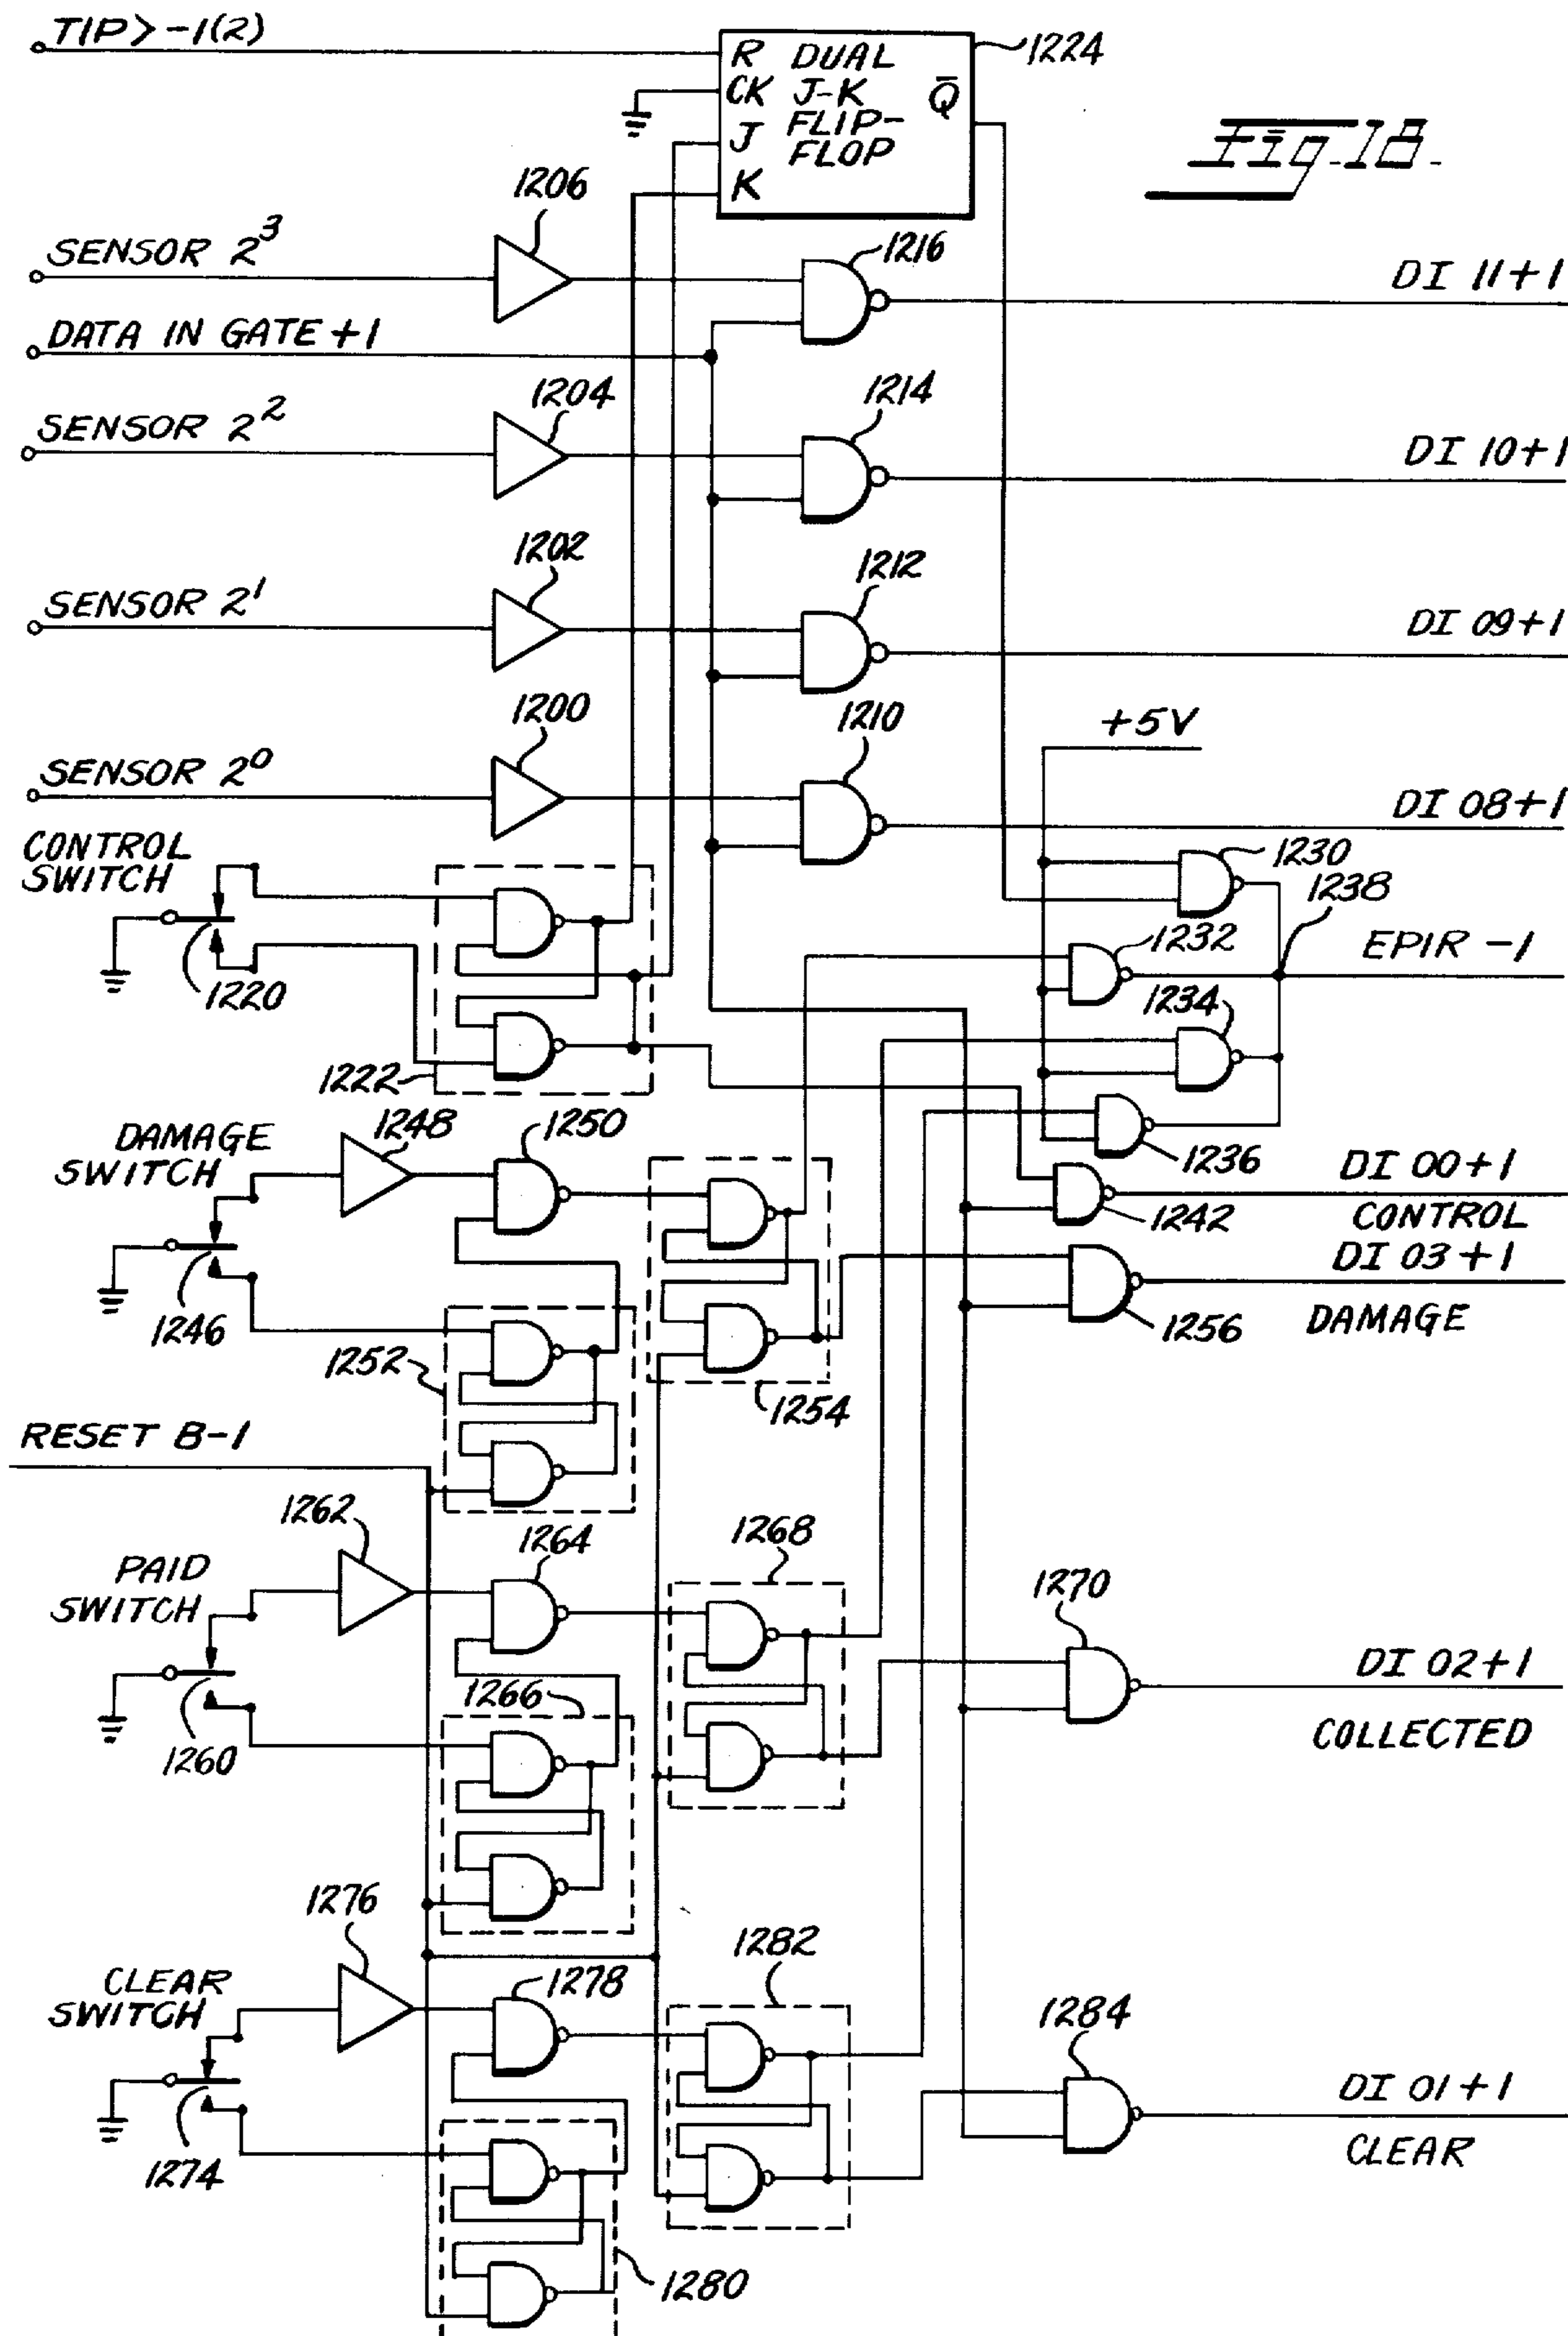 TIP > -1(2)
R DUAL
CK J-K Q̄
J FLIP-
K FLOP
1224
Fig-18-
1206
SENSOR 2³
1216
DI 11+1
DATA IN GATE +1
1204
1214
SENSOR 2²
DI 10+1
1202
1212
SENSOR 2¹
DI 09+1
1200
1210
+5V
SENSOR 2⁰
DI 08+1
CONTROL
SWITCH
1230
1238
1232
EPIR -1
1220
1234
1222
1248
1250
DAMAGE
SWITCH
1236
DI 00+1
1242
CONTROL
DI 03+1
1246
1252
1256
DAMAGE
1254
RESET B-1
1262
1264
1268
PAID
SWITCH
1270
DI 02+1
1266
COLLECTED
1260
1276
1282
CLEAR
SWITCH
1278
1284
DI 01+1
1274
CLEAR
1280